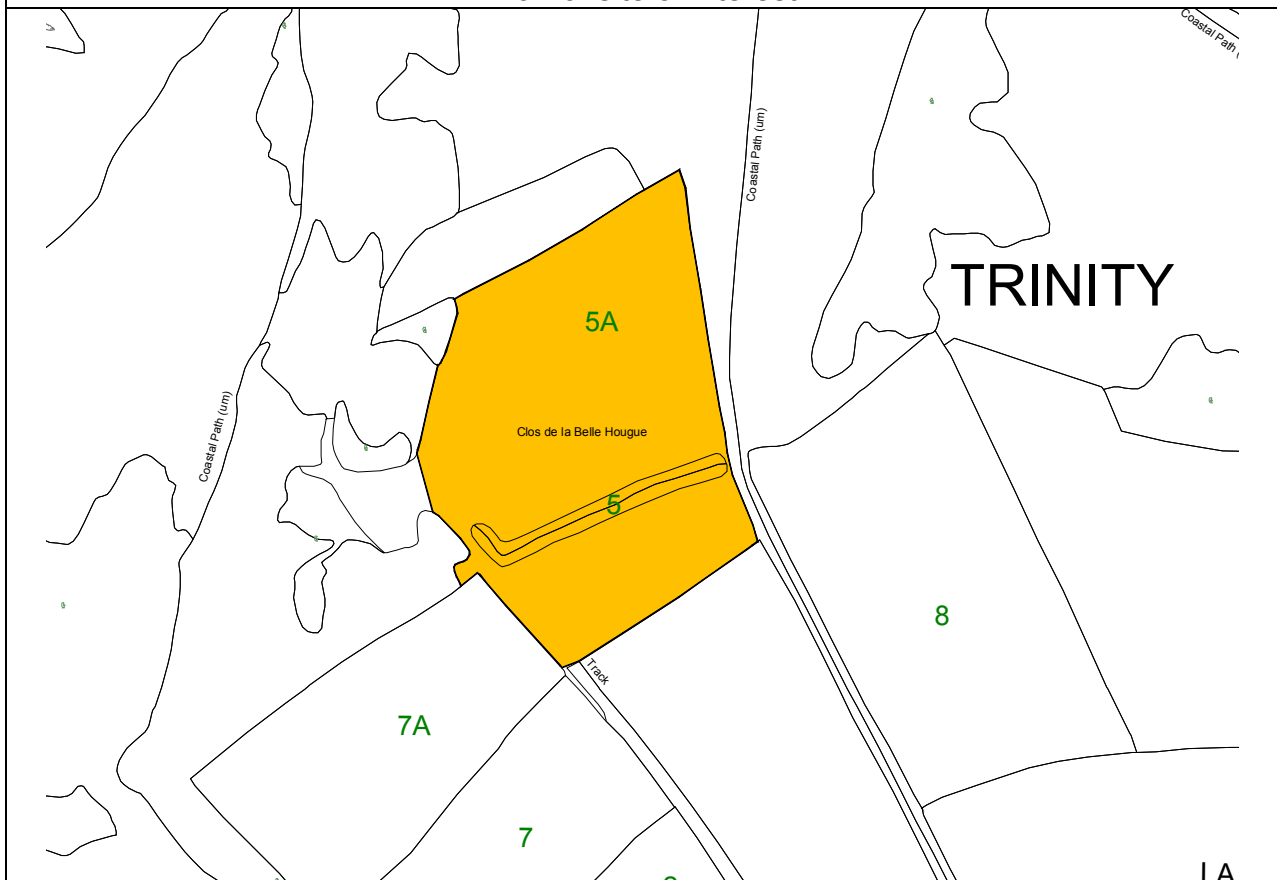 Coastal Path (
Coastal Path (um)
TRINITY
5A
Coastal Path (um)
Clos de la Belle Hougue
5
8
Track
7A
7
LA